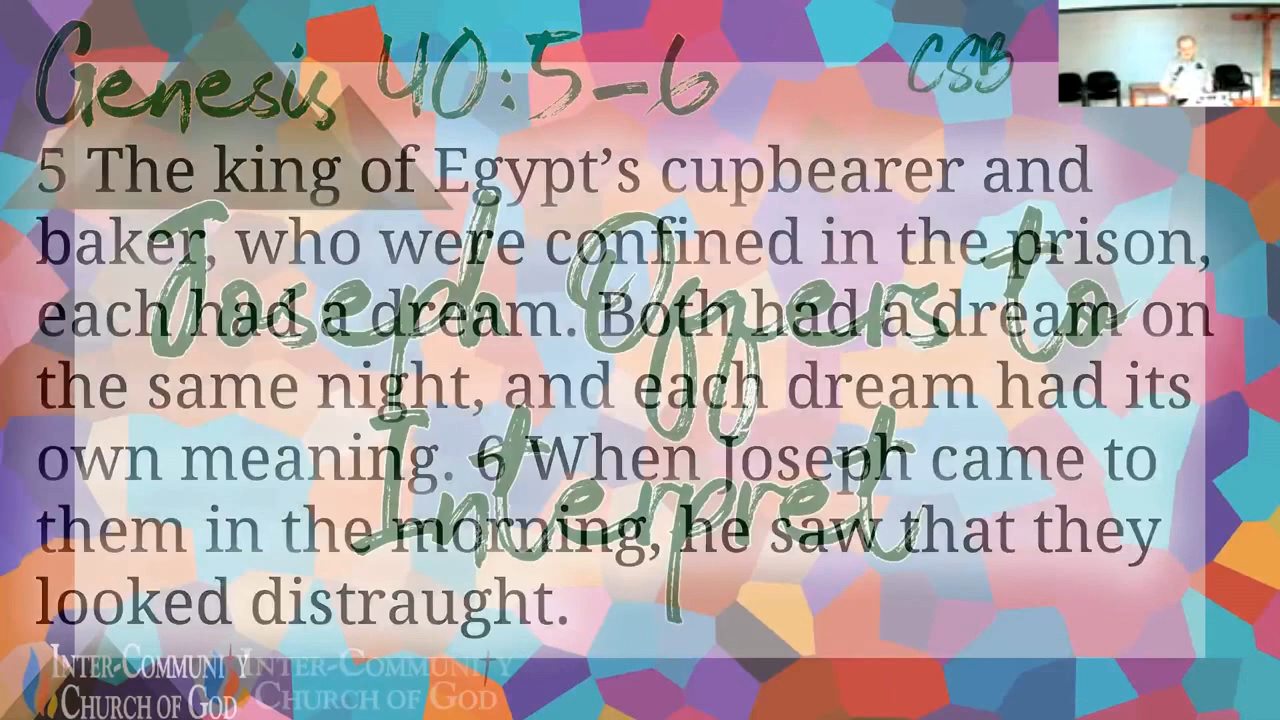 Genesis 40:5-6
CSB
5 The king of Egypt’s cupbearer and
baker, who were confined in the prison,
each had a dream. Both had a dream on
the same night, and each dream had its
own meaning. 6 When Joseph came to
them in the morning, he saw that they
looked distraught.
Joseph Offers to
Interpret
INTER-COMMUNITY
CHURCH OF GOD
INTER-COMMUNITY
CHURCH OF GOD